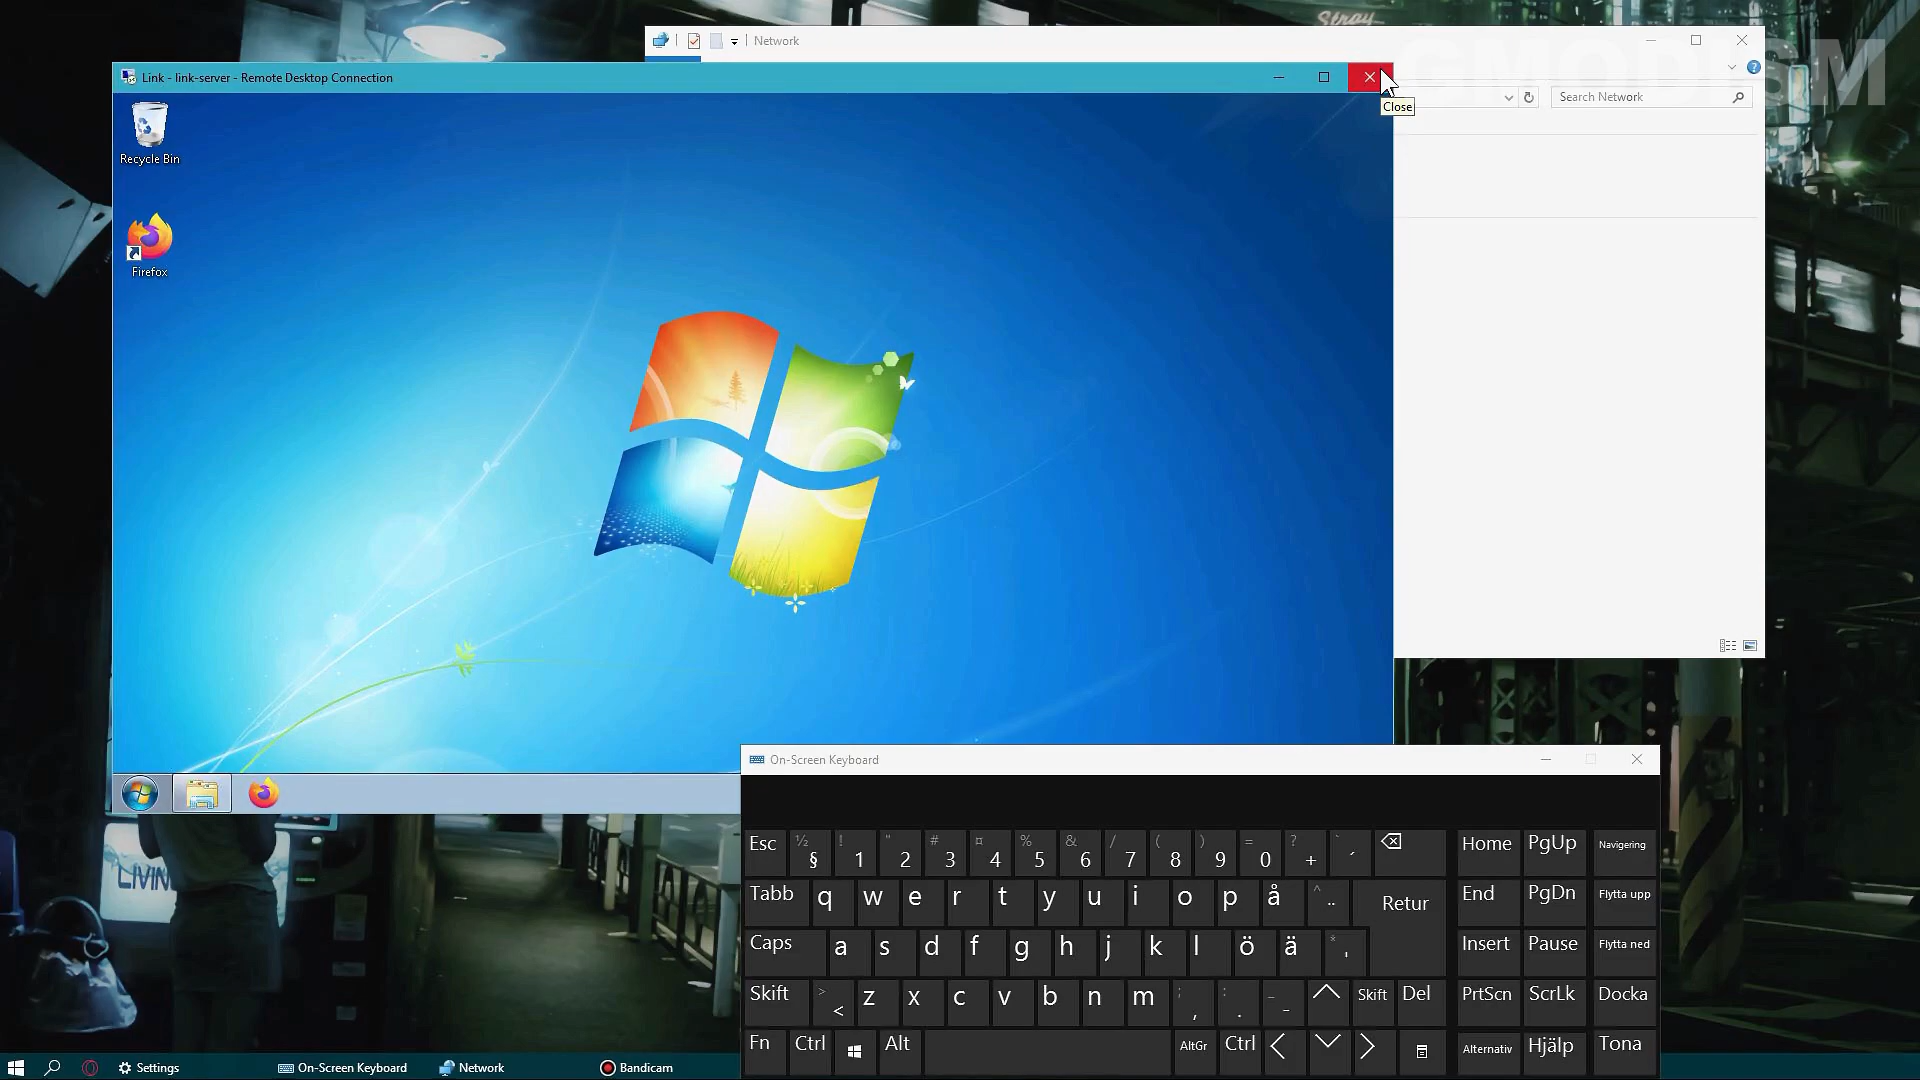 Stray
Network
GMODISM
Link - link-server - Remote Desktop Connection
Close
Search Network
Recycle Bin
Firefox
LIVIN
On-Screen Keyboard
Esc ½ § ! 1 " 2 # 3 ¤ 4 % 5 & 6 / 7 ( 8 ) 9 = 0 ? + ` ´ Home PgUp Navigering
Tabb q w e r t y u i o p å ^ ¨ Retur End PgDn Flytta upp
Caps a s d f g h j k l ö ä * ' Insert Pause Flytta ned
Skift > < z x c v b n m ; , : . _ - Skift Del PrtScn ScrLk Docka
Fn Ctrl Alt AltGr Ctrl Alternativ Hjälp Tona
Settings On-Screen Keyboard Network Bandicam